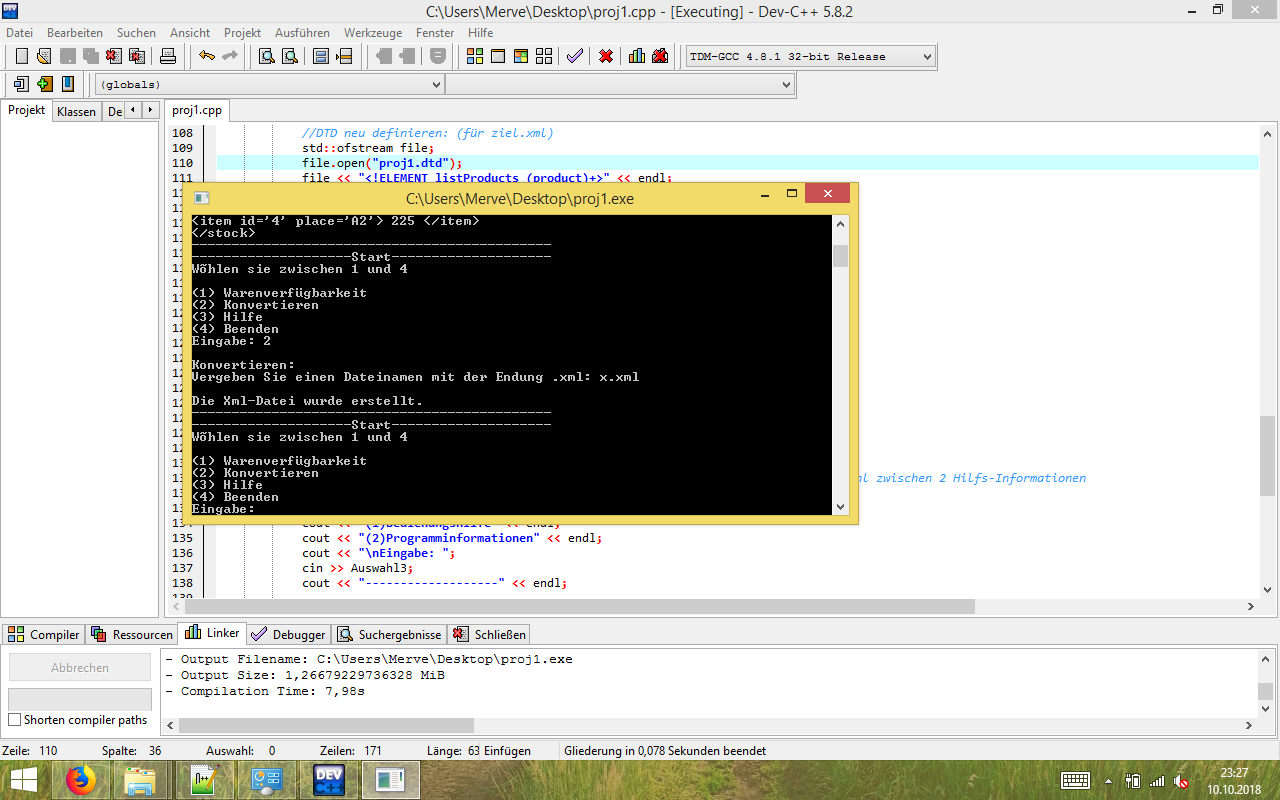 C:\Users\Merve\Desktop\proj1.cpp - [Executing] - Dev-C++ 5.8.2
Datei Bearbeiten Suchen Ansicht Projekt Ausführen Werkzeuge Fenster Hilfe
TDM-GCC 4.8.1 32-bit Release
(globals)
Projekt Klassen De proj1.cpp
108 //DTD neu definieren: (für ziel.xml)
109 std::ofstream file;
110 file.open("proj1.dtd");
111 file << "<!ELEMENT listProducts (product)+>" << endl;
C:\Users\Merve\Desktop\proj1.exe
<item id='4' place='A2'> 225 </item>
</stock>
---------------------------------------------
--------------------Start--------------------
Wõhlen sie zwischen 1 und 4
(1) Warenverfügbarkeit
(2) Konvertieren
(3) Hilfe
(4) Beenden
Eingabe: 2
Konvertieren:
Vergeben Sie einen Dateinamen mit der Endung .xml: x.xml
Die Xml-Datei wurde erstellt.
---------------------------------------------
--------------------Start--------------------
Wõhlen sie zwischen 1 und 4
(1) Warenverfügbarkeit
(2) Konvertieren
(3) Hilfe
(4) Beenden
Eingabe:
zwischen 2 Hilfs-Informationen
134 cout << "(1)Bedienungshilfe" << endl;
135 cout << "(2)Programminformationen" << endl;
136 cout << "\nEingabe: ";
137 cin >> Auswahl3;
138 cout << "-------------------" << endl;
139
Compiler Ressourcen Linker Debugger Suchergebnisse Schließen
Abbrechen
Shorten compiler paths
- Output Filename: C:\Users\Merve\Desktop\proj1.exe
- Output Size: 1,26679229736328 MiB
- Compilation Time: 7,98s
Zeile: 110 Spalte: 36 Auswahl: 0 Zeilen: 171 Länge: 63 Einfügen Gliederung in 0,078 Sekunden beendet
DEV C++
23:27
10.10.2018